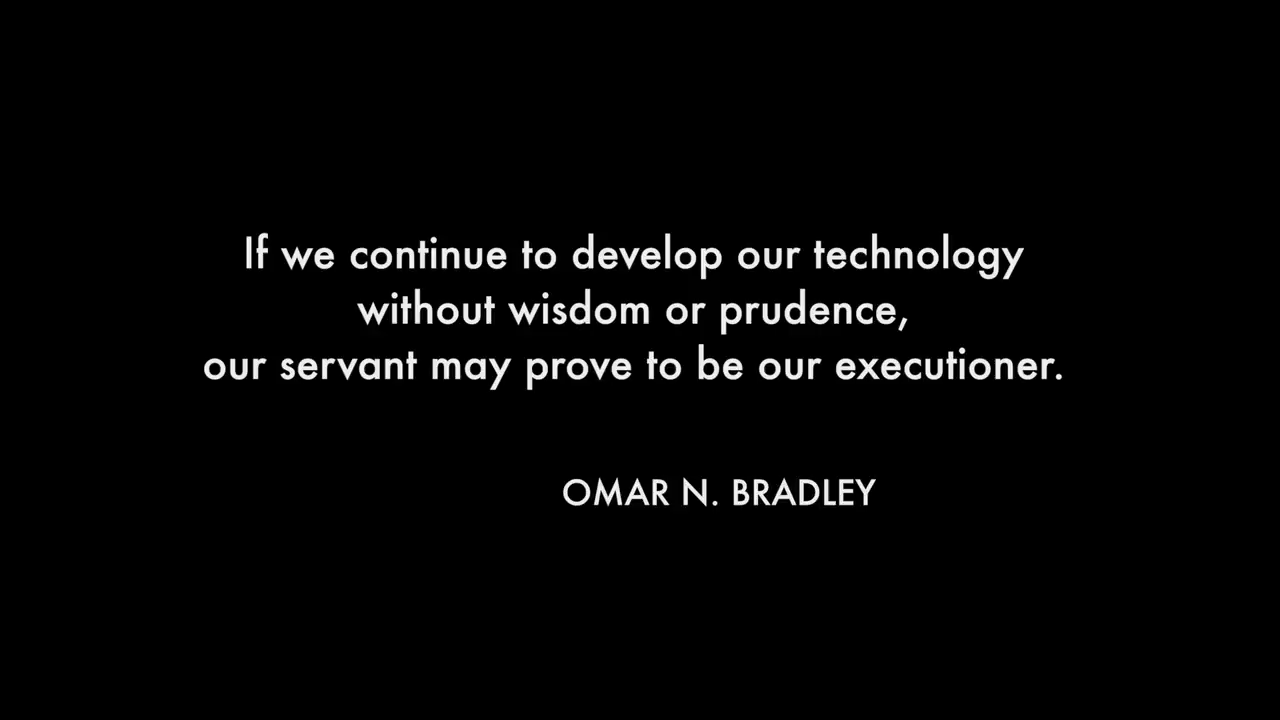 If we continue to develop our technology
without wisdom or prudence,
our servant may prove to be our executioner.
OMAR N. BRADLEY